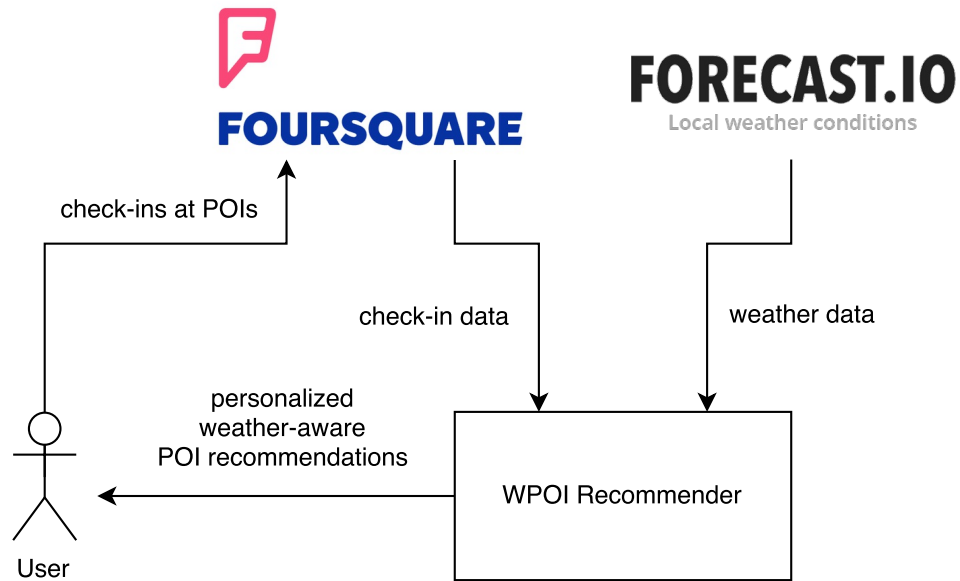 FOURSQUARE
FORECAST.IO
Local weather conditions
check-ins at POIs
check-in data
weather data
personalized
weather-aware
POI recommendations
WPOI Recommender
User